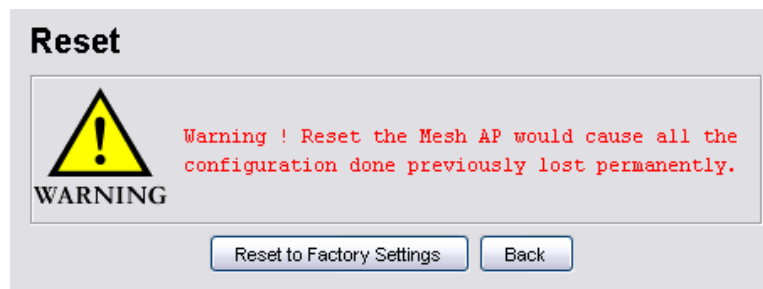 Reset
Warning ! Reset the Mesh AP would cause all the
configuration done previously lost permanently.
WARNING
Reset to Factory Settings
Back